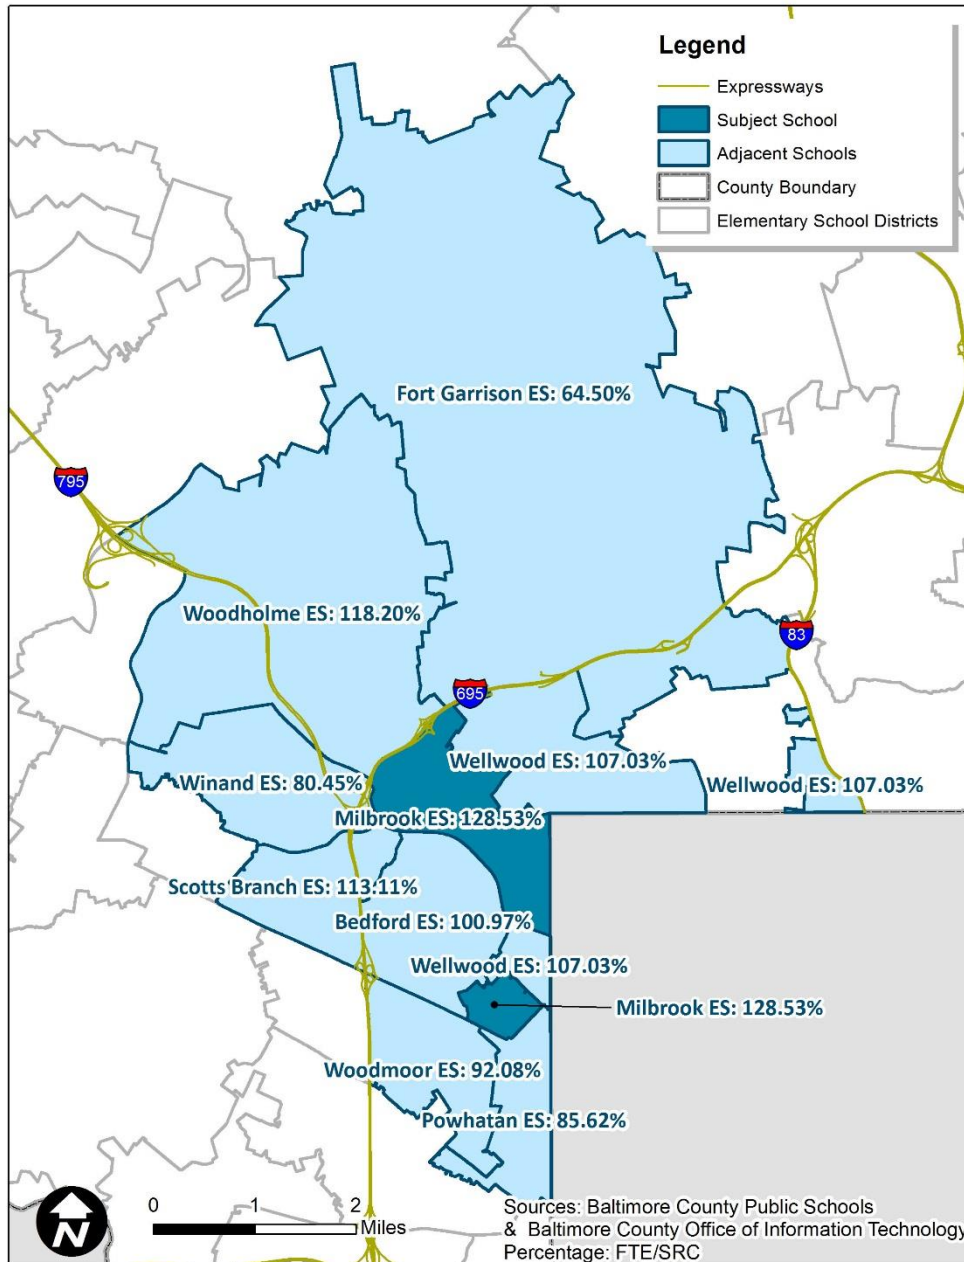 Legend
Expressways
Subject School
Adjacent Schools
County Boundary
Elementary School Districts
Fort Garrison ES: 64.50%
795
Woodholme ES: 118.20%
83
695
Wellwood ES: 107.03%
Winand ES: 80.45%
Wellwood ES: 107.03%
Milbrook ES: 128.53%
Scotts Branch ES: 113.11%
Bedford ES: 100.97%
Wellwood ES: 107.03%
Milbrook ES: 128.53%
Woodmoor ES: 92.08%
Powhatan ES: 85.62%
N
0 1 2
Miles
Sources: Baltimore County Public Schools
& Baltimore County Office of Information Technology
Percentage: FTE/SRC